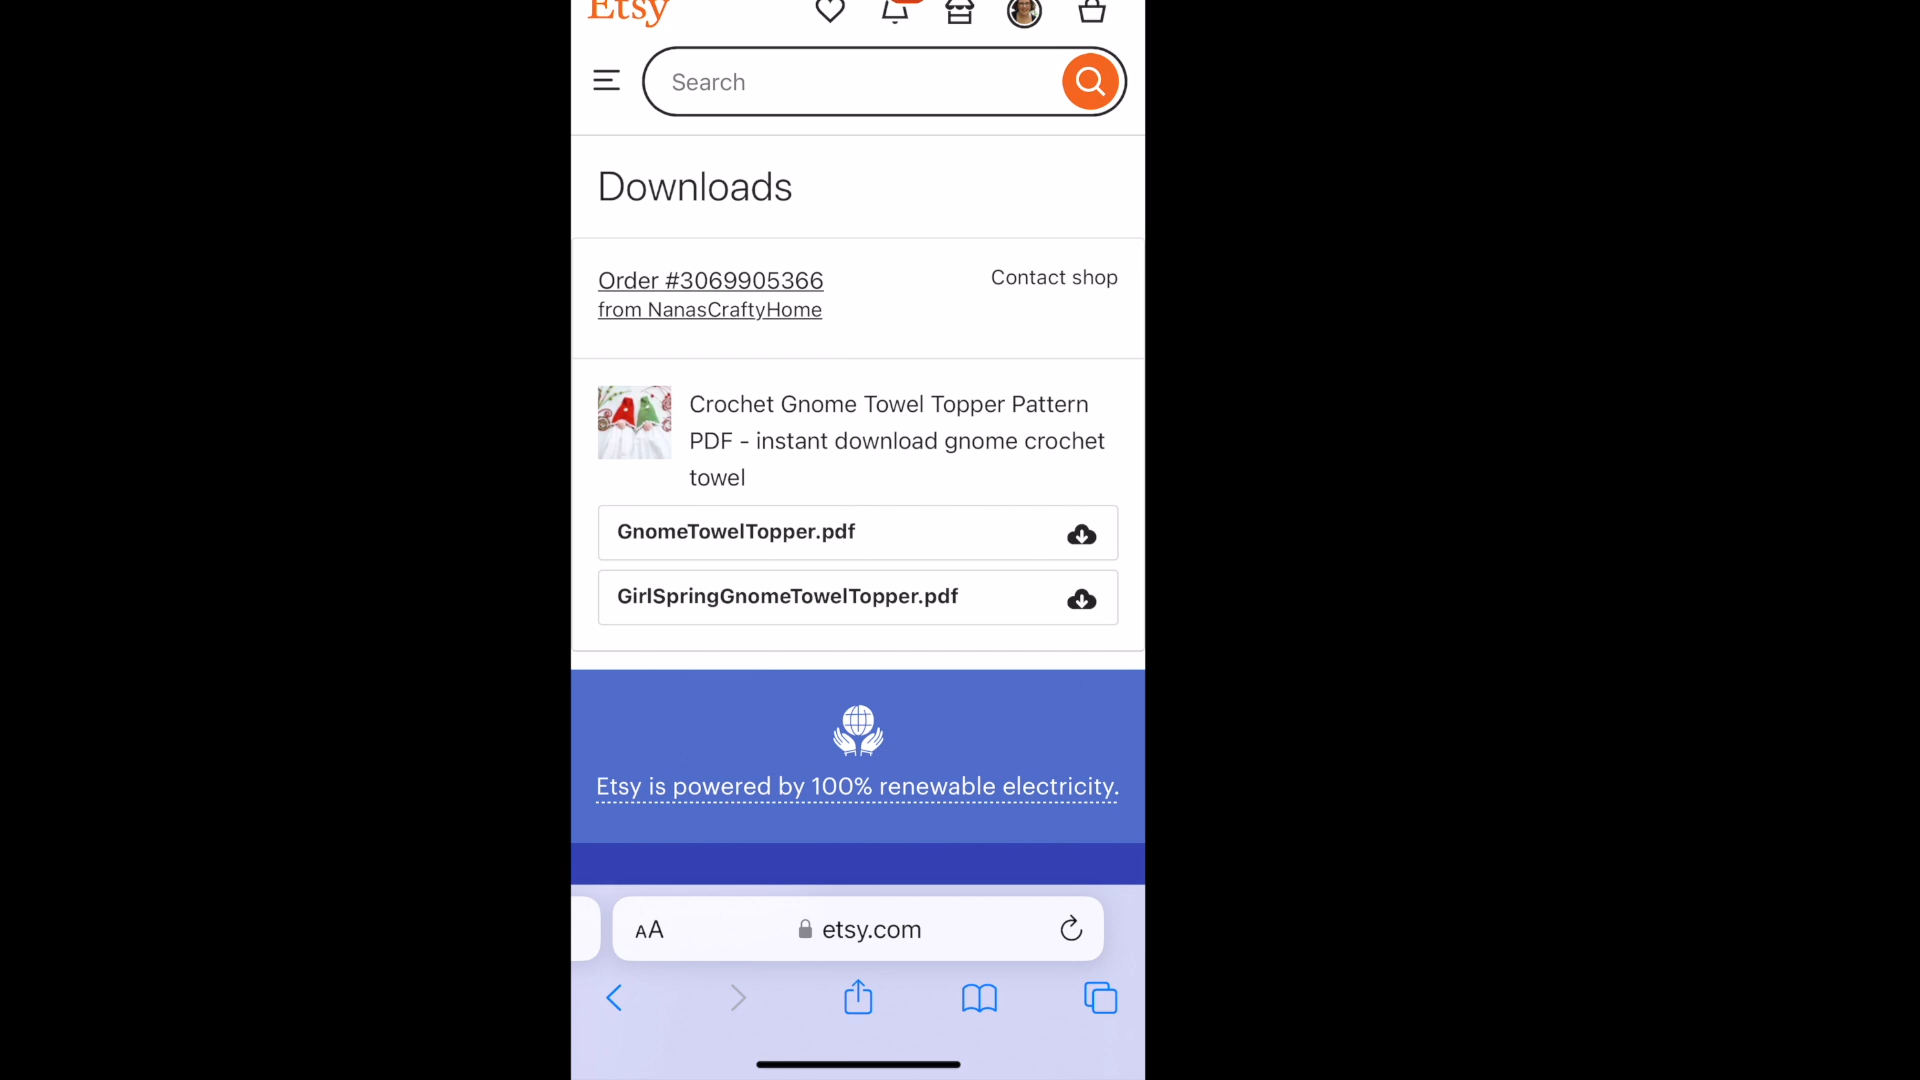 Etsy
Search
Downloads
Order #3069905366
Contact shop
from NanasCraftyHome
Crochet Gnome Towel Topper Pattern
PDF - instant download gnome crochet
towel
GnomeTowelTopper.pdf
GirlSpringGnomeTowelTopper.pdf
Etsy is powered by 100% renewable electricity.
AA
etsy.com